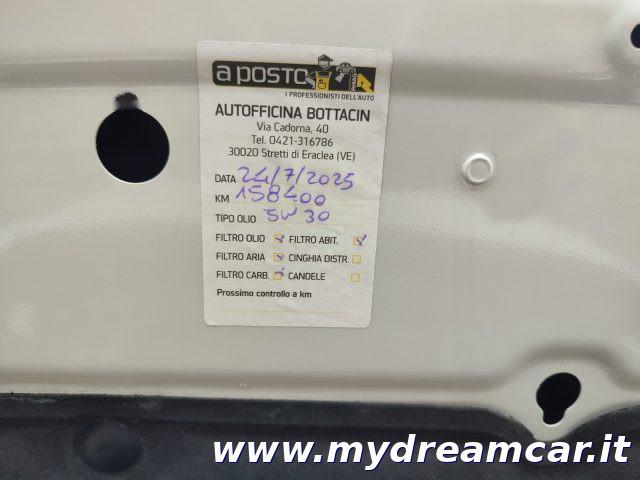 a posto
I PROFESSIONISTI DELL'AUTO
AUTOFFICINA BOTTACIN
Via Cadorna, 40
Tel. 0421-316786
30020 Stretti di Eraclea (VE)
DATA 24/7/2025
KM 158400
TIPO OLIO 5W30
FILTRO OLIO FILTRO ABIT.
FILTRO ARIA CINGHIA DISTR.
FILTRO CARB. CANDELE
Prossimo controllo a km
www.mydreamcar.it